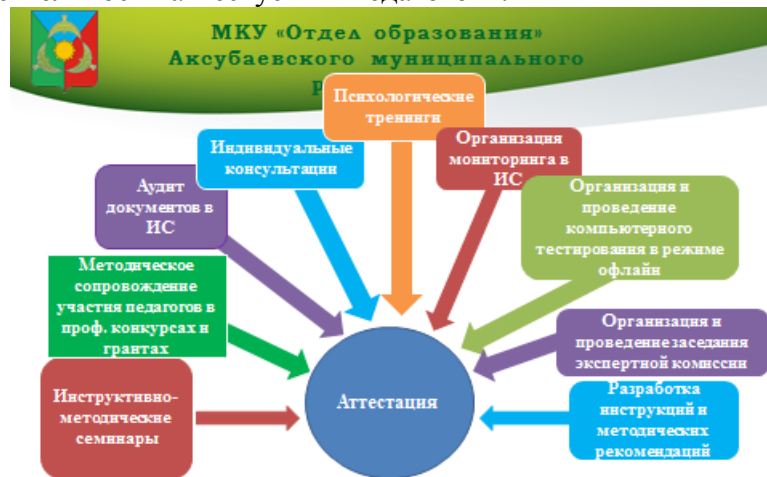 МКУ «Отдел образования»
Аксубаевского муниципального
Психологические
тренинги
Индивидуальные
консультации
Организация
мониторинга в
ИС
Аудит
документов в
ИС
Организация и
проведение
компьютерного
тестирования в режиме
офлайн
Методическое
сопровождение
участия педагогов в
проф. конкурсах и
грантах
Организация и
проведение заседания
экспертной комиссии
Инструктивно-
методические
семинары
Аттестация
Разработка
инструкций и
методических
рекомендаций